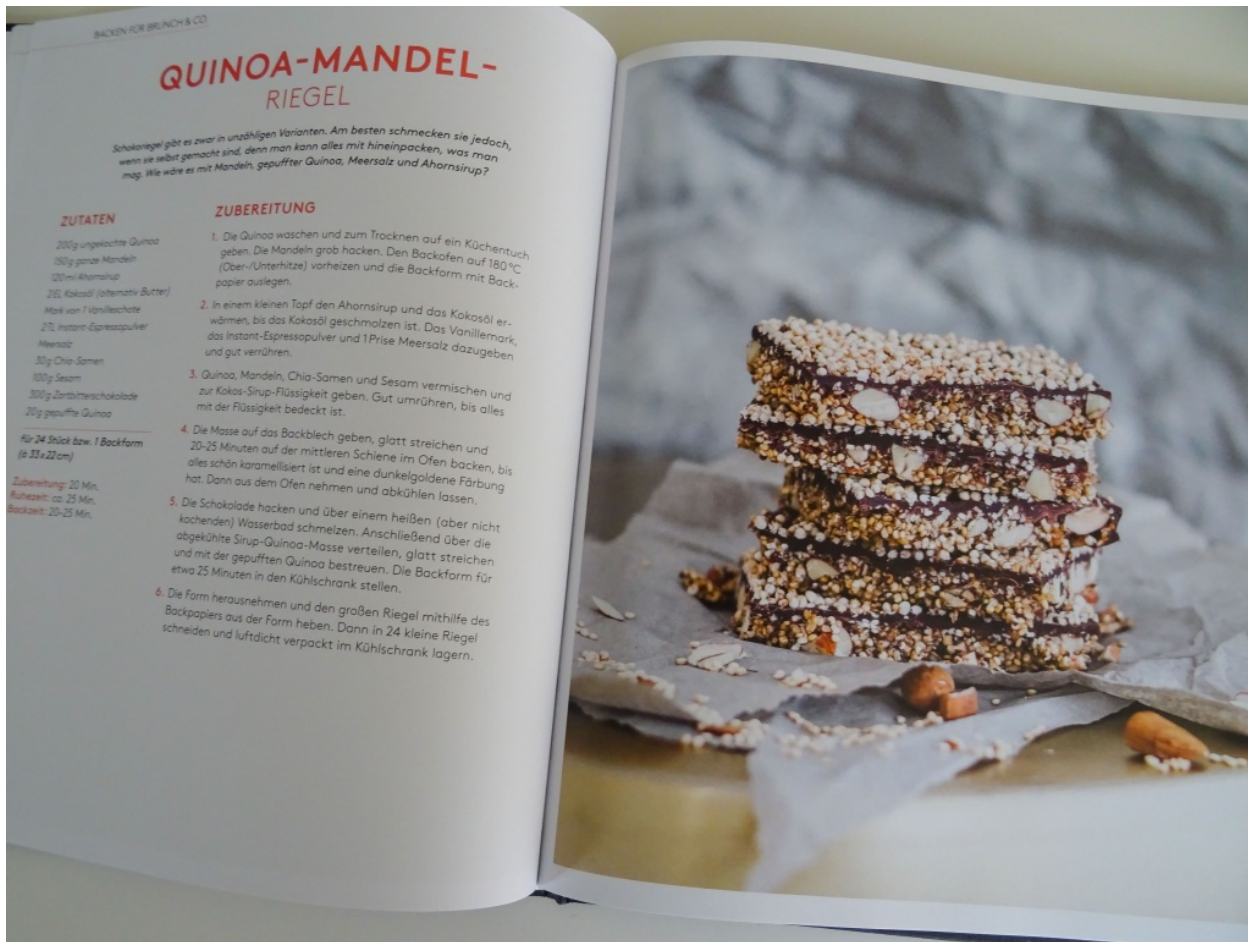 BACKEN FÜR BRUNCH & CO.
QUINOA-MANDEL-
RIEGEL
Schokoriegel gibt es zwar in unzähligen Varianten. Am besten schmecken sie jedoch,
wenn sie selbst gemacht sind, denn man kann alles mit hineinpacken, was man
mag. Wie wäre es mit Mandeln, gepuffter Quinoa, Meersalz und Ahornsirup?
ZUTATEN
200 g ungekochte Quinoa
150 g ganze Mandeln
120 ml Ahornsirup
2 EL Kokosöl (alternativ Butter)
Mark von 1 Vanilleschote
2 TL Instant-Espressopulver
Meersalz
30 g Chia-Samen
100 g Sesam
300 g Zartbitterschokolade
20 g gepuffte Quinoa
für 24 Stück bzw. 1 Backform
(à 33 x 22 cm)
Zubereitung: 20 Min.
Ruhezeit: ca. 25 Min.
Backzeit: 20–25 Min.
ZUBEREITUNG
1. Die Quinoa waschen und zum Trocknen auf ein Küchentuch
geben. Die Mandeln grob hacken. Den Backofen auf 180 °C
(Ober-/Unterhitze) vorheizen und die Backform mit Back-
papier auslegen.
2. In einem kleinen Topf den Ahornsirup und das Kokosöl er-
wärmen, bis das Kokosöl geschmolzen ist. Das Vanillemark,
das Instant-Espressopulver und 1 Prise Meersalz dazugeben
und gut verrühren.
3. Quinoa, Mandeln, Chia-Samen und Sesam vermischen und
zur Kokos-Sirup-Flüssigkeit geben. Gut umrühren, bis alles
mit der Flüssigkeit bedeckt ist.
4. Die Masse auf das Backblech geben, glatt streichen und
20–25 Minuten auf der mittleren Schiene im Ofen backen, bis
alles schön karamellisiert ist und eine dunkelgoldene Färbung
hat. Dann aus dem Ofen nehmen und abkühlen lassen.
5. Die Schokolade hacken und über einem heißen (aber nicht
kochenden) Wasserbad schmelzen. Anschließend über die
abgekühlte Sirup-Quinoa-Masse verteilen, glatt streichen
und mit der gepufften Quinoa bestreuen. Die Backform für
etwa 25 Minuten in den Kühlschrank stellen.
6. Die Form herausnehmen und den großen Riegel mithilfe des
Backpapiers aus der Form heben. Dann in 24 kleine Riegel
schneiden und luftdicht verpackt im Kühlschrank lagern.